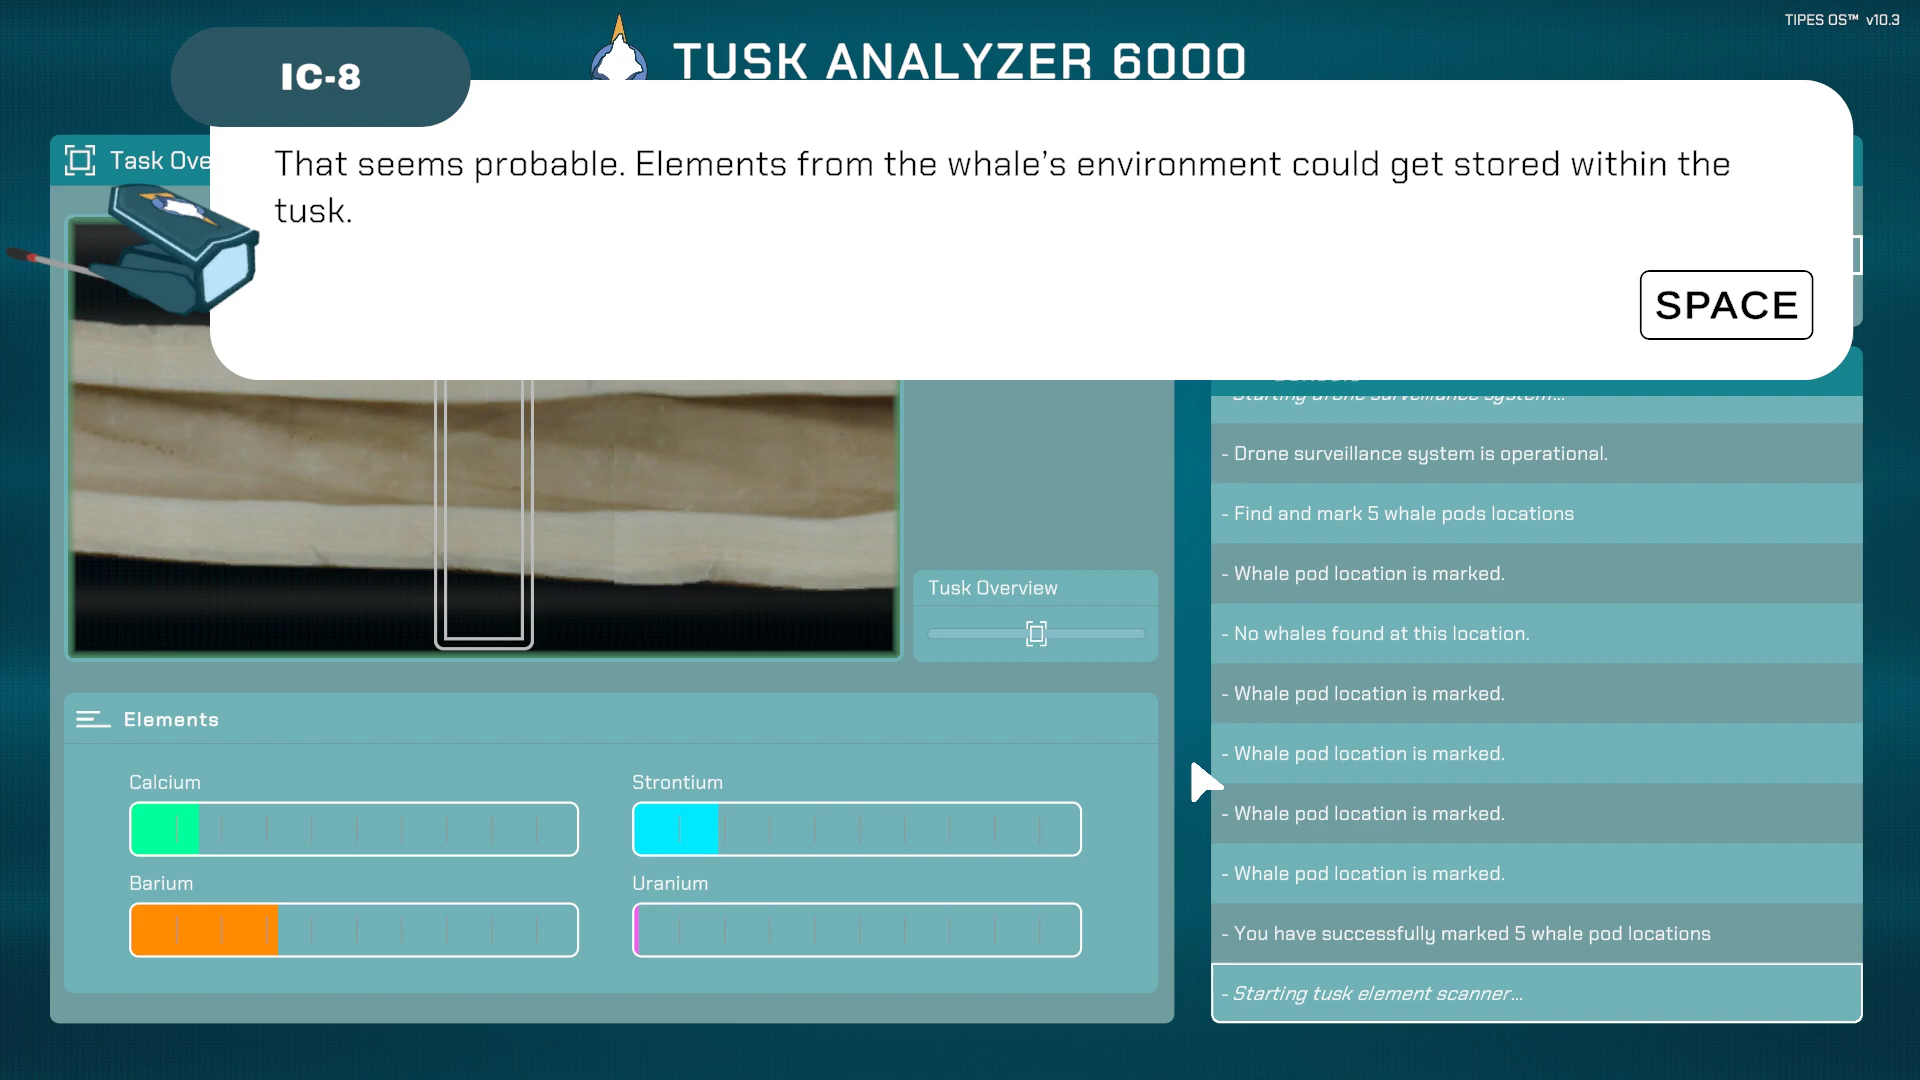 TIPES OS™ v10.3
TUSK ANALYZER 6000
IC-8
Task Ove
That seems probable. Elements from the whale's environment could get stored within the
tusk.
SPACE
Starting drone surveillance system...
- Drone surveillance system is operational.
- Find and mark 5 whale pods locations
- Whale pod location is marked.
- No whales found at this location.
- Whale pod location is marked.
- Whale pod location is marked.
- Whale pod location is marked.
- Whale pod location is marked.
- You have successfully marked 5 whale pod locations
- Starting tusk element scanner...
Tusk Overview
Elements
Calcium
Strontium
Barium
Uranium